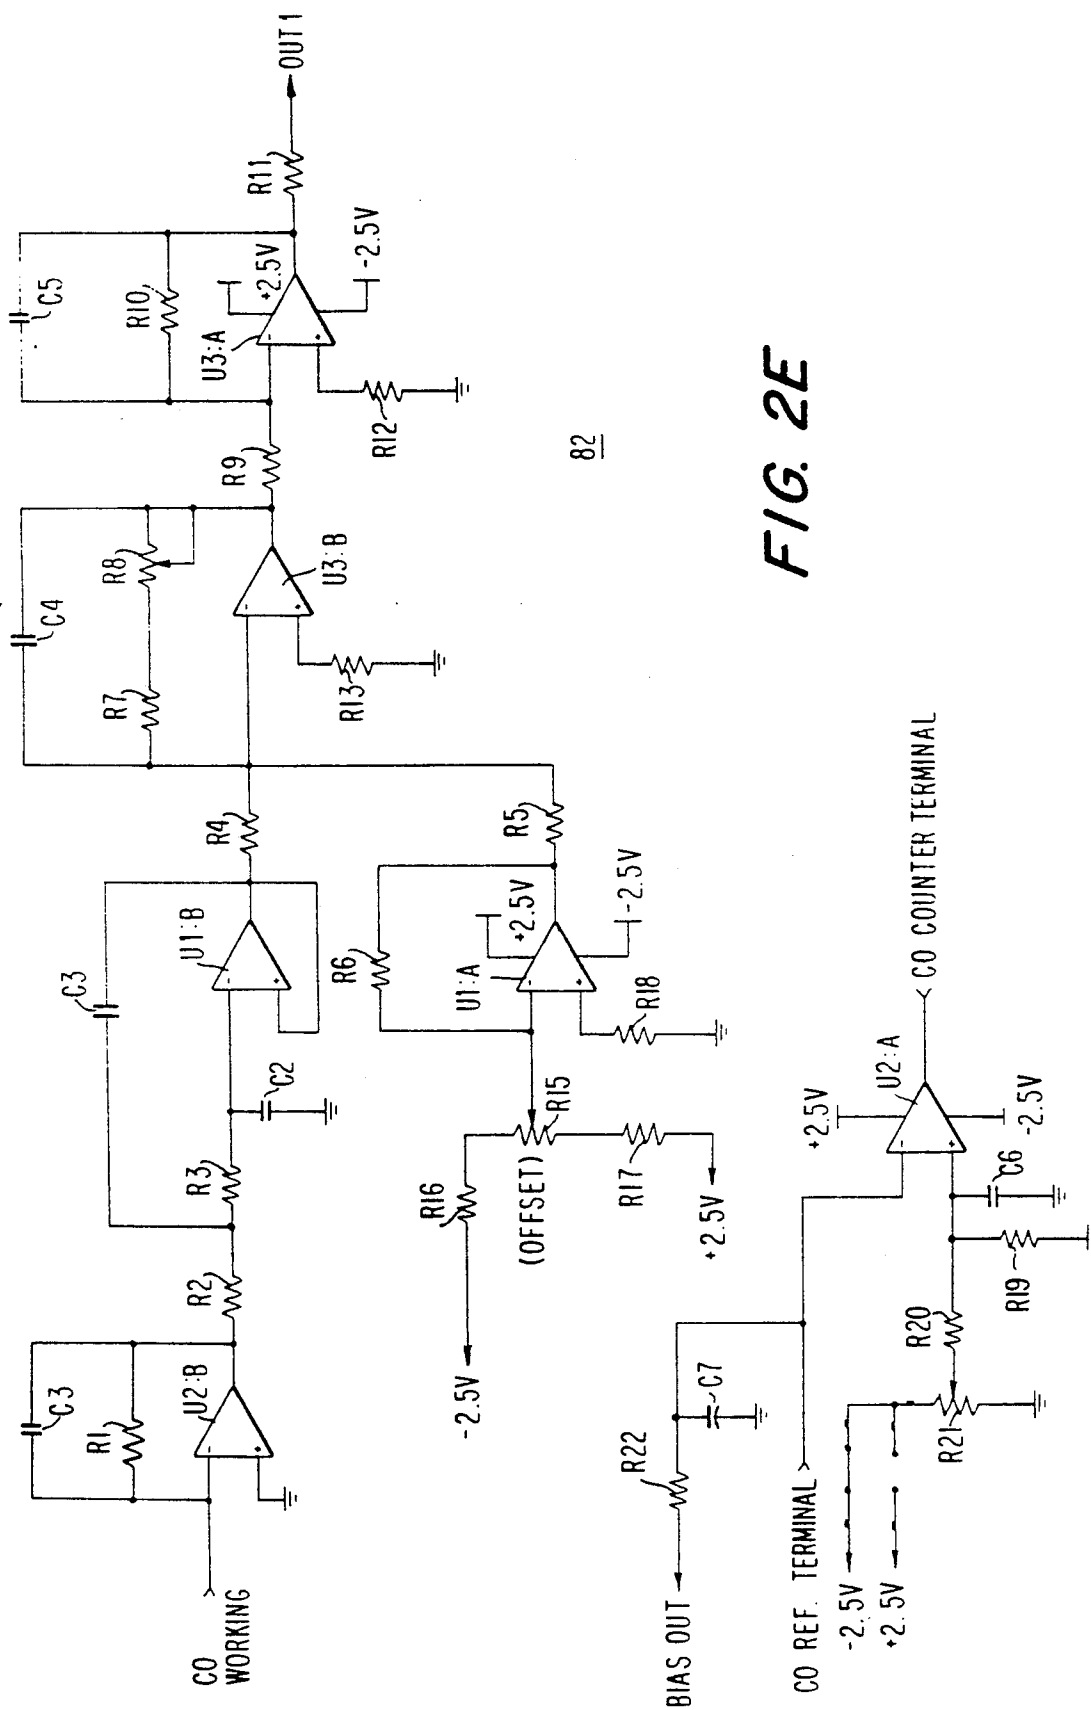 CO
WORKING
C3
R1
U2:B
R2
R3
C2
C3
U1:B
R4
R7
R8
C4
U3:B
R13
R9
C5
R10
U3:A
+2.5V
-2.5V
R12
R11
OUT 1
-2.5V
R16
(OFFSET)
R15
R17
+2.5V
R6
U1:A
+2.5V
-2.5V
R18
R5
BIAS OUT
R22
C7
CO REF. TERMINAL
-2.5V
+2.5V
R21
R20
R19
C6
+2.5V
U2:A
-2.5V
CO COUNTER TERMINAL
82
FIG. 2E